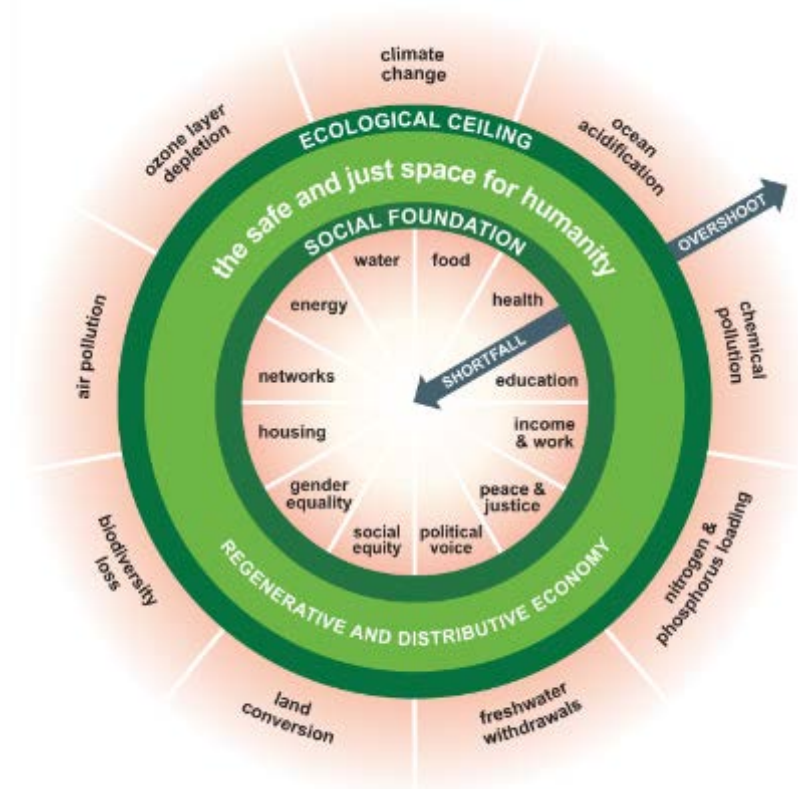 climate
change
ocean
acidification
chemical
pollution
nitrogen &
phosphorus loading
freshwater
withdrawals
land
conversion
biodiversity
loss
air pollution
ozone layer
depletion
OVERSHOOT
ECOLOGICAL CEILING
the safe and just space for humanity
SOCIAL FOUNDATION
water
food
health
SHORTFALL
education
income
& work
peace &
justice
political
voice
social
equity
gender
equality
housing
networks
energy
REGENERATIVE AND DISTRIBUTIVE ECONOMY